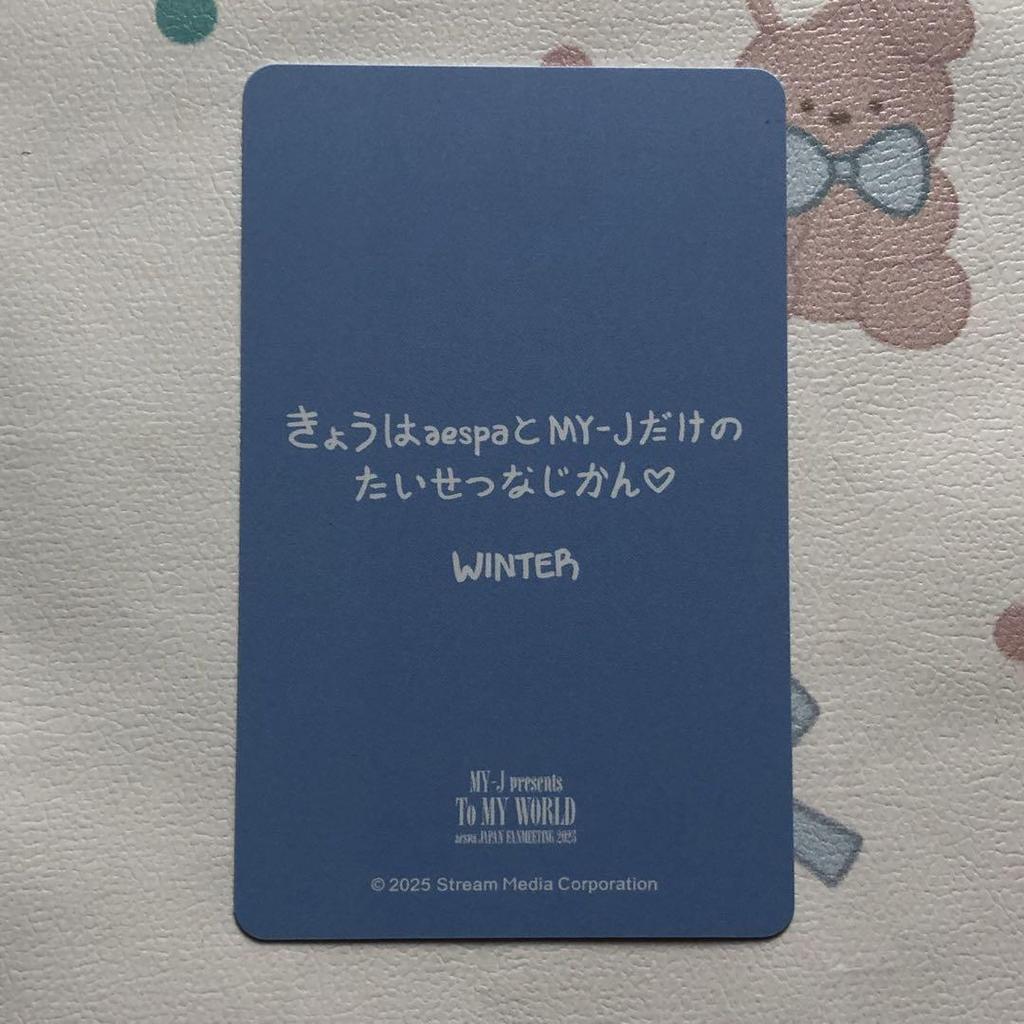 きょうはaespaとMY-Jだけの
たいせつなじかん♡
WINTER
MY-J presents
To MY WORLD
aespa JAPAN FANMEETING 2025
© 2025 Stream Media Corporation